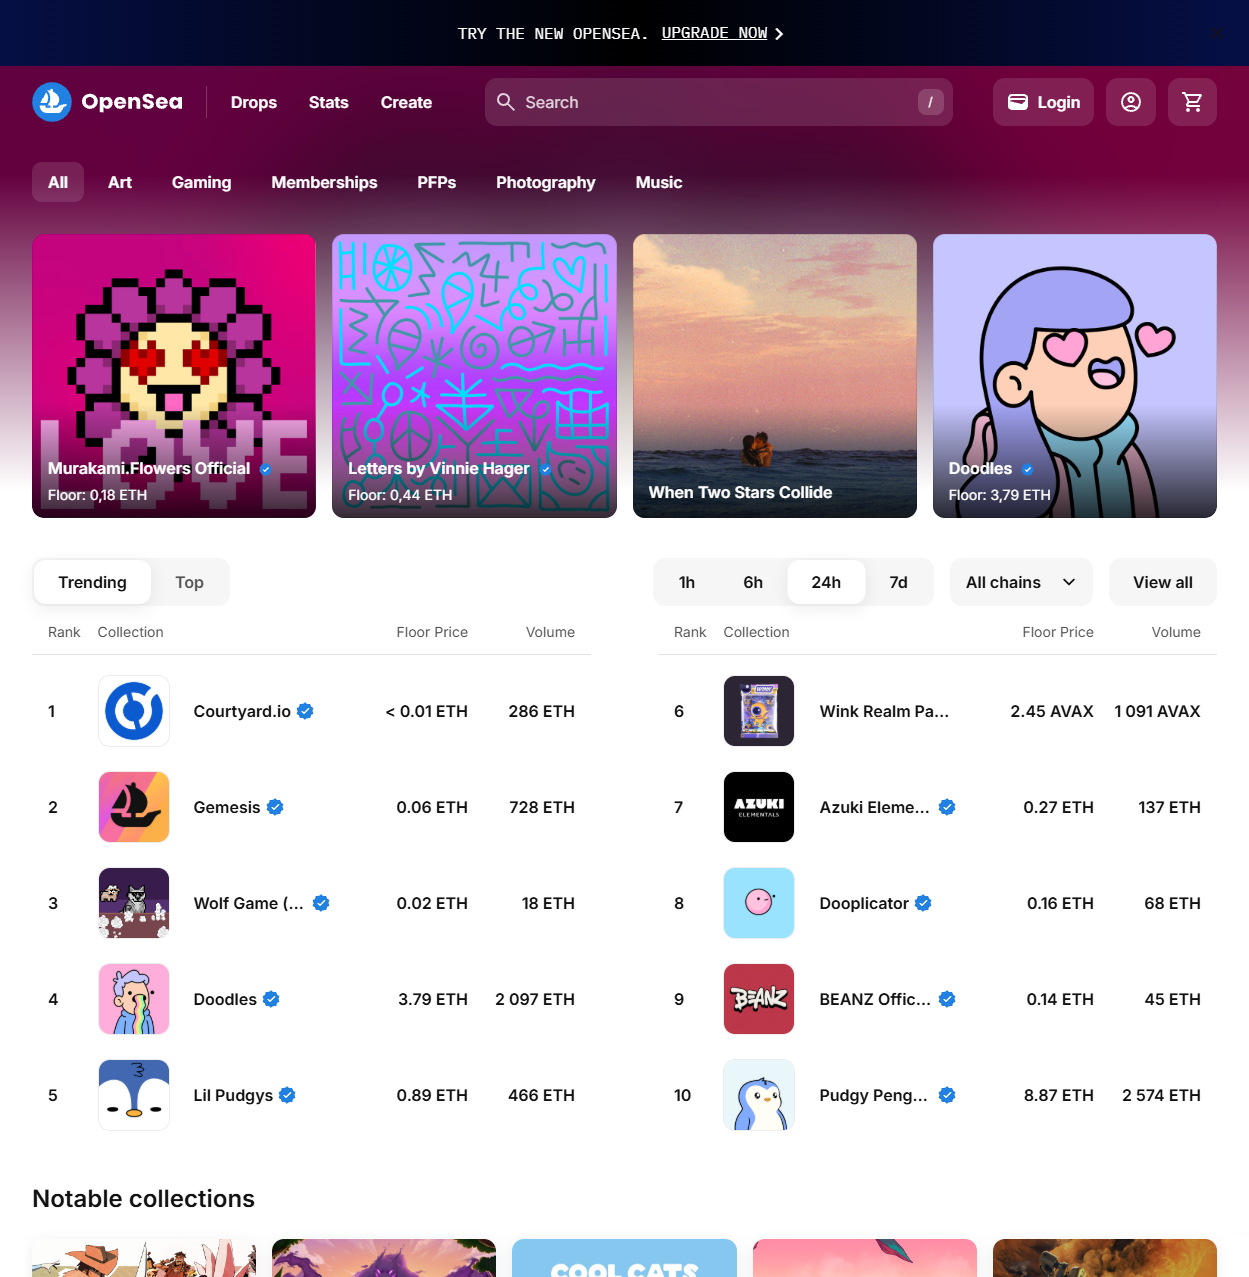 TRY THE NEW OPENSEA. UPGRADE NOW
OpenSea
Drops
Stats
Create
Search
/
Login
All
Art
Gaming
Memberships
PFPs
Photography
Music
LOVE
Murakami.Flowers Official
Floor: 0,18 ETH
Letters by Vinnie Hager
Floor: 0,44 ETH
When Two Stars Collide
Doodles
Floor: 3,79 ETH
Trending
Top
1h
6h
24h
7d
All chains
View all
Rank Collection Floor Price Volume
1 Courtyard.io < 0.01 ETH 286 ETH
2 Gemesis 0.06 ETH 728 ETH
3 Wolf Game (... 0.02 ETH 18 ETH
4 Doodles 3.79 ETH 2 097 ETH
5 Lil Pudgys 0.89 ETH 466 ETH
Rank Collection Floor Price Volume
6 Wink Realm Pa... 2.45 AVAX 1 091 AVAX
AZUKI
ELEMENTALS
7 Azuki Eleme... 0.27 ETH 137 ETH
8 Dooplicator 0.16 ETH 68 ETH
BEANZ
9 BEANZ Offic... 0.14 ETH 45 ETH
10 Pudgy Peng... 8.87 ETH 2 574 ETH
Notable collections
COOL CATS